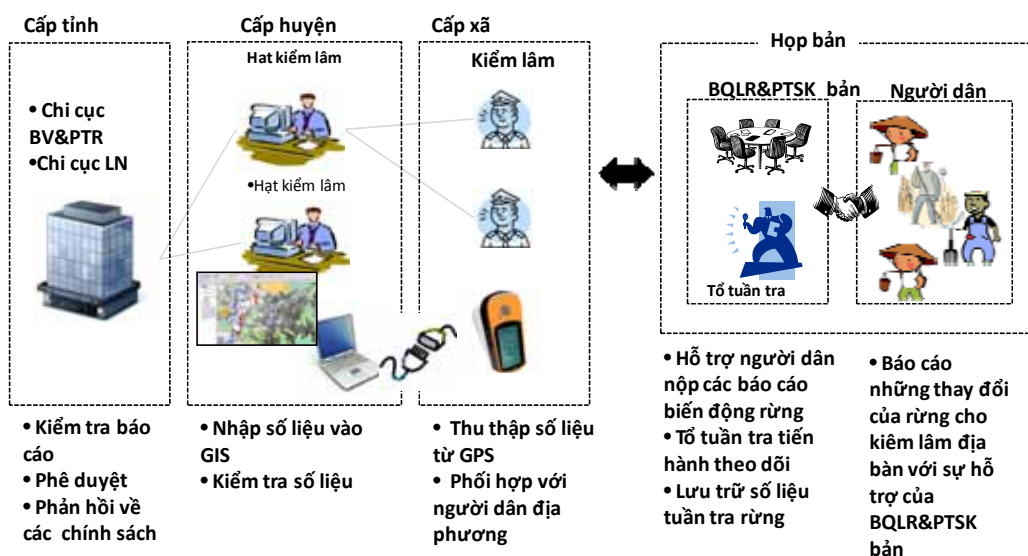 Cấp tỉnh
Cấp huyện
Cấp xã
Họp bản
Hat kiểm lâm
Kiểm lâm
BQLR&PTSK bản
Người dân
• Chi cục
BV&PTR
•Chi cục LN
•Hạt kiểm lâm
Tổ tuần tra
• Kiểm tra báo
cáo
• Phê duyệt
• Phản hồi về
các chính sách
• Nhập số liệu vào
GIS
• Kiểm tra số liệu
• Thu thập số liệu
từ GPS
• Phối hợp với
người dân địa
phương
• Hỗ trợ người dân
nộp các báo cáo
biến động rừng
• Tổ tuần tra tiến
hành theo dõi
• Lưu trữ số liệu
tuần tra rừng
• Báo cáo
những thay đổi
của rừng cho
kiêm lâm địa
bàn với sự hỗ
trợ của
BQLR&PTSK
bản